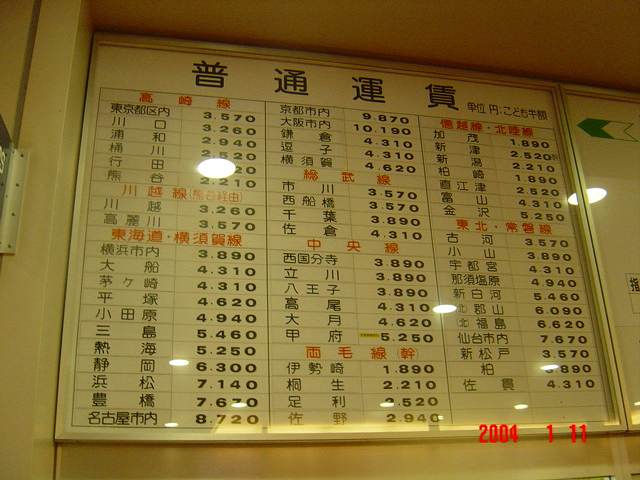 普通運賃
単位 円:こども半額
高崎線
東京都区内 3.570
川口 3.260
浦和 2.940
桶川 2.520
行田
熊谷 2.210
川越線(熊谷経由)
川越 3.260
高麗川 3.570
東海道・横須賀線
横浜市内 3.890
大船 4.310
茅ヶ崎 4.310
平塚 4.620
小田原 4.940
三島 5.460
熱海 5.250
静岡 6.300
浜松 7.140
豊橋 7.670
名古屋市内 8.720
京都市内 9.870
大阪市内 10.190
鎌倉 4.310
逗子 4.310
横須賀 4.620
総武線
市川 3.570
西船橋 3.570
千葉 3.890
佐倉 4.310
中央線
西国分寺 3.890
立川 3.890
八王子 3.890
高尾 4.310
大月 4.620
甲府 5.250
両毛線(幹)
伊勢崎 1.890
桐生 2.210
足利 2.520
佐野 2.940
信越線・北陸線
加茂 1.890
新津 2.520
新潟 2.210
柏崎 1.890
直江津 2.520
富山 4.310
金沢 5.250
東北・常磐線
古河 3.570
小山 3.890
宇都宮 4.310
那須塩原 4.940
新白河 5.460
北 郡山 6.090
北 福島 6.620
仙台市内 7.670
新松戸 3.570
柏 3.890
佐貫 4.310
指
2004 1 11